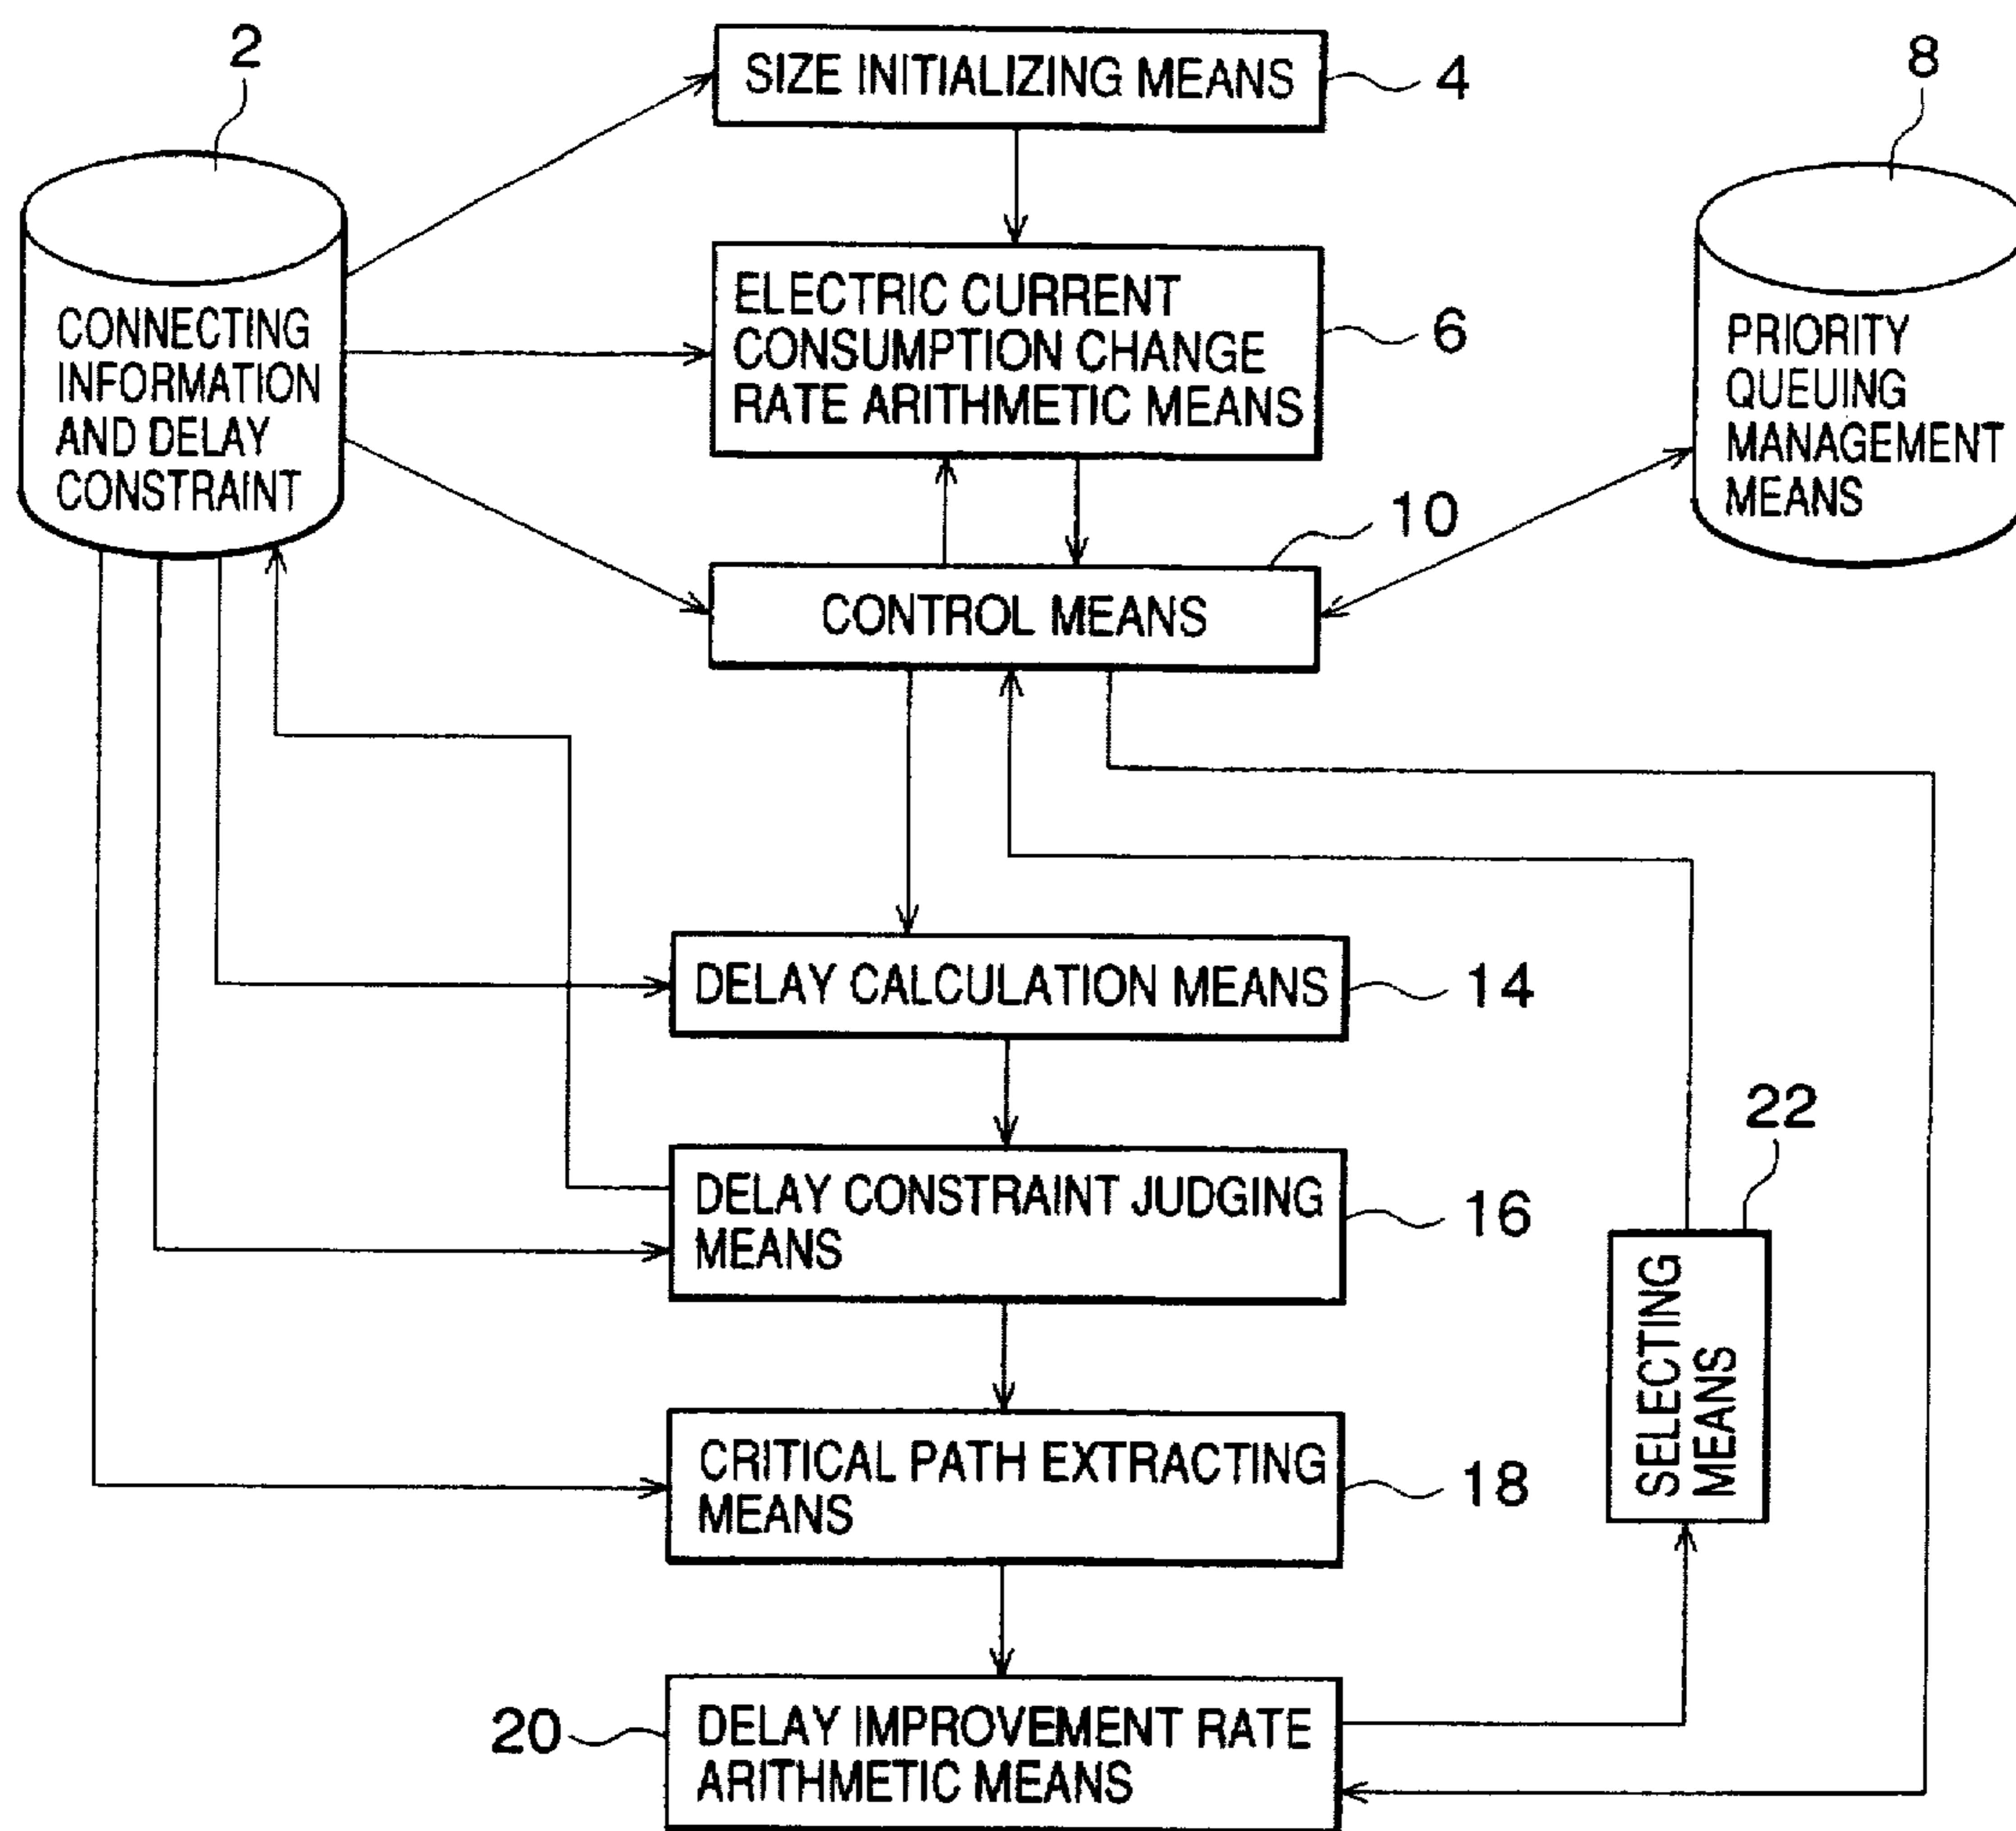 2
SIZE INITIALIZING MEANS
4
8
CONNECTING
INFORMATION
AND DELAY
CONSTRAINT
ELECTRIC CURRENT
CONSUMPTION CHANGE
RATE ARITHMETIC MEANS
6
PRIORITY
QUEUING
MANAGEMENT
MEANS
10
CONTROL MEANS
DELAY CALCULATION MEANS
14
DELAY CONSTRAINT JUDGING
MEANS
16
22
SELECTING
MEANS
CRITICAL PATH EXTRACTING
MEANS
18
20
DELAY IMPROVEMENT RATE
ARITHMETIC MEANS